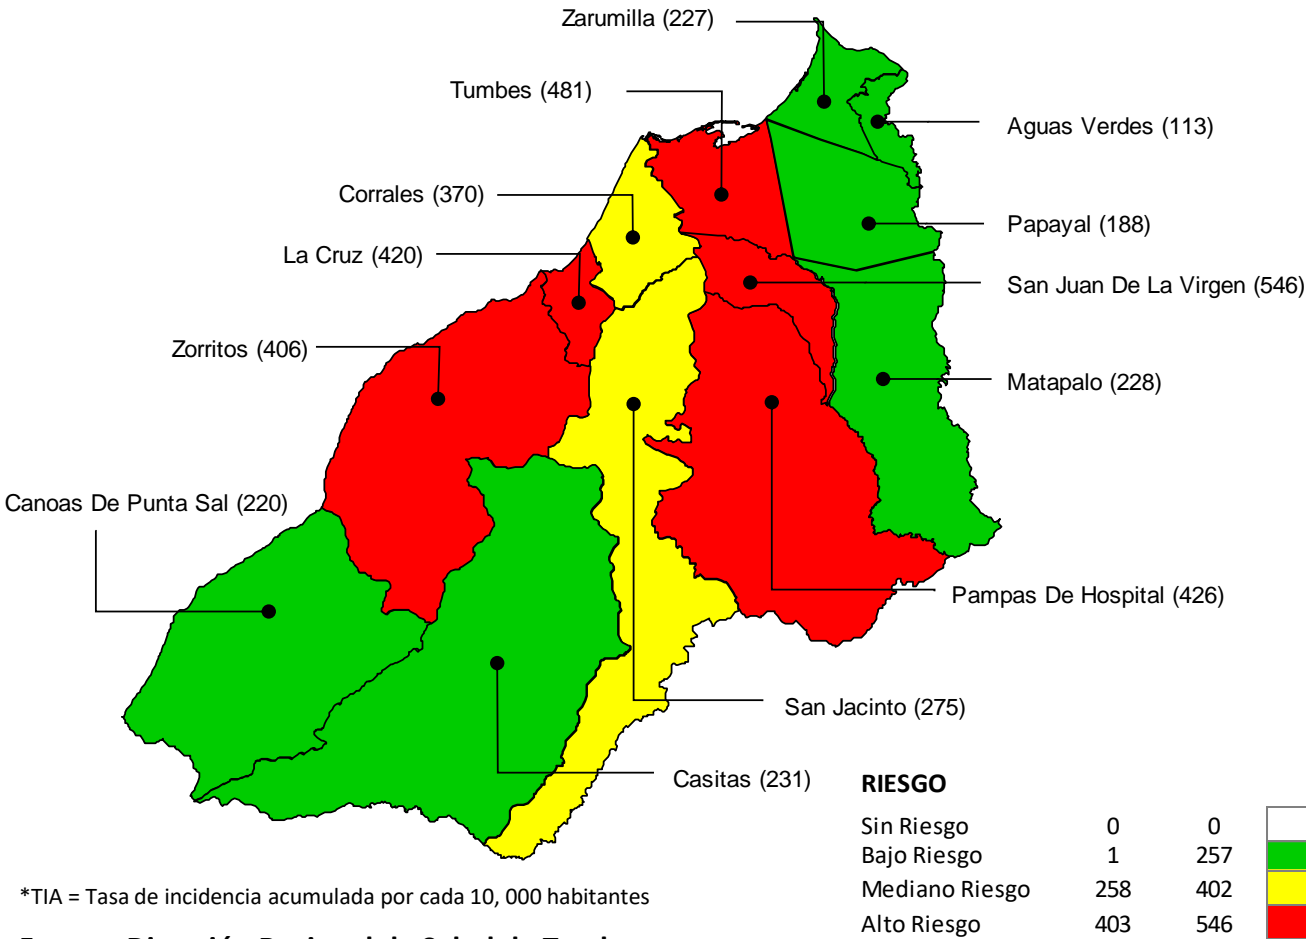 Zarumilla (227)
Tumbes (481)
Aguas Verdes (113)
Corrales (370)
Papayal (188)
La Cruz (420)
San Juan De La Virgen (546)
Zorritos (406)
Matapalo (228)
Canoas De Punta Sal (220)
Pampas De Hospital (426)
San Jacinto (275)
Casitas (231)
RIESGO
Sin Riesgo 0 0
Bajo Riesgo 1 257
Mediano Riesgo 258 402
Alto Riesgo 403 546
*TIA = Tasa de incidencia acumulada por cada 10, 000 habitantes